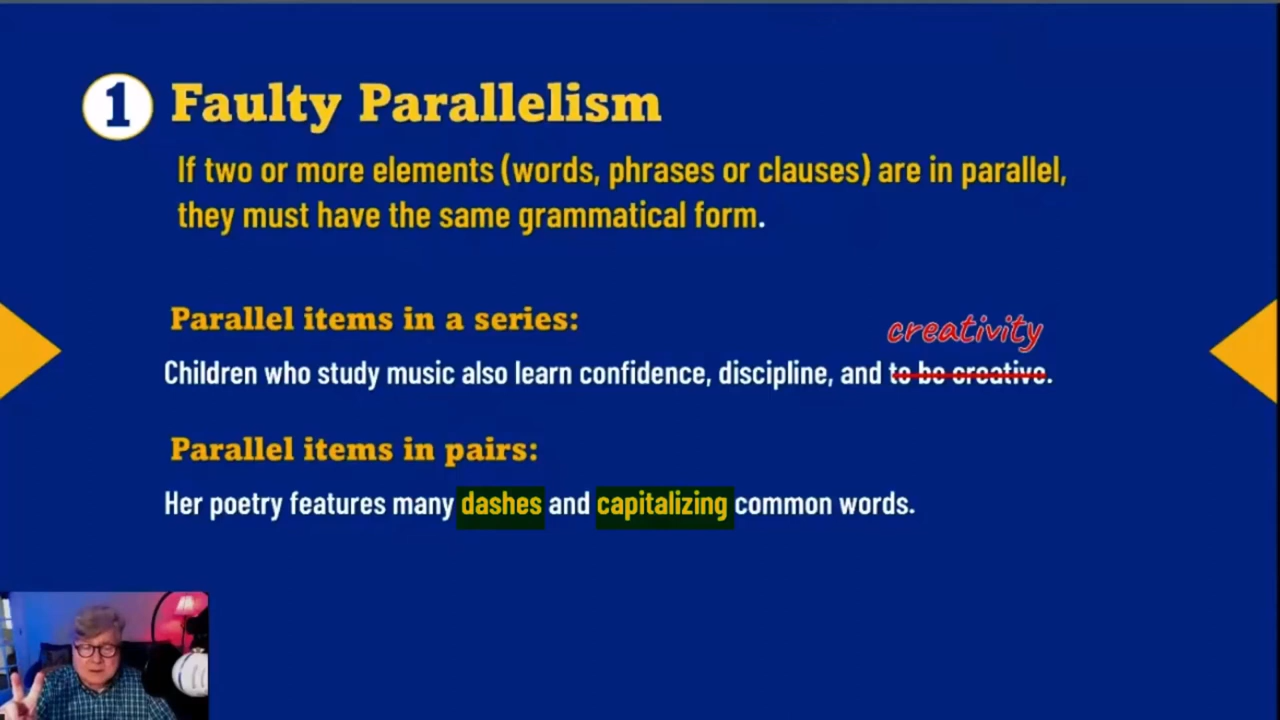 1 Faulty Parallelism
If two or more elements (words, phrases or clauses) are in parallel,
they must have the same grammatical form.
Parallel items in a series:
creativity
Children who study music also learn confidence, discipline, and to be creative.
Parallel items in pairs:
Her poetry features many dashes and capitalizing common words.